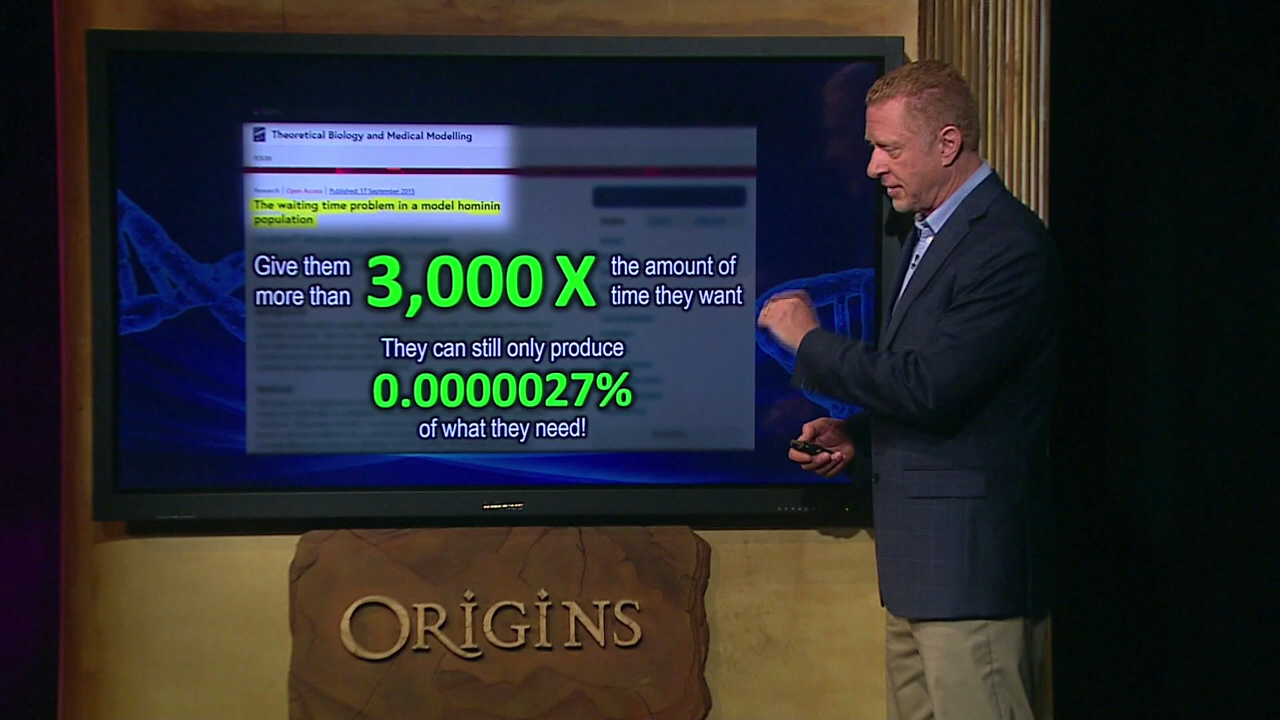 Theoretical Biology and Medical Modelling
Research | Open Access | Published: 17 September 2015
The waiting time problem in a model hominin
population
Give them
more than
3,000 X
the amount of
time they want
They can still only produce
0.0000027%
of what they need!
ORIGINS